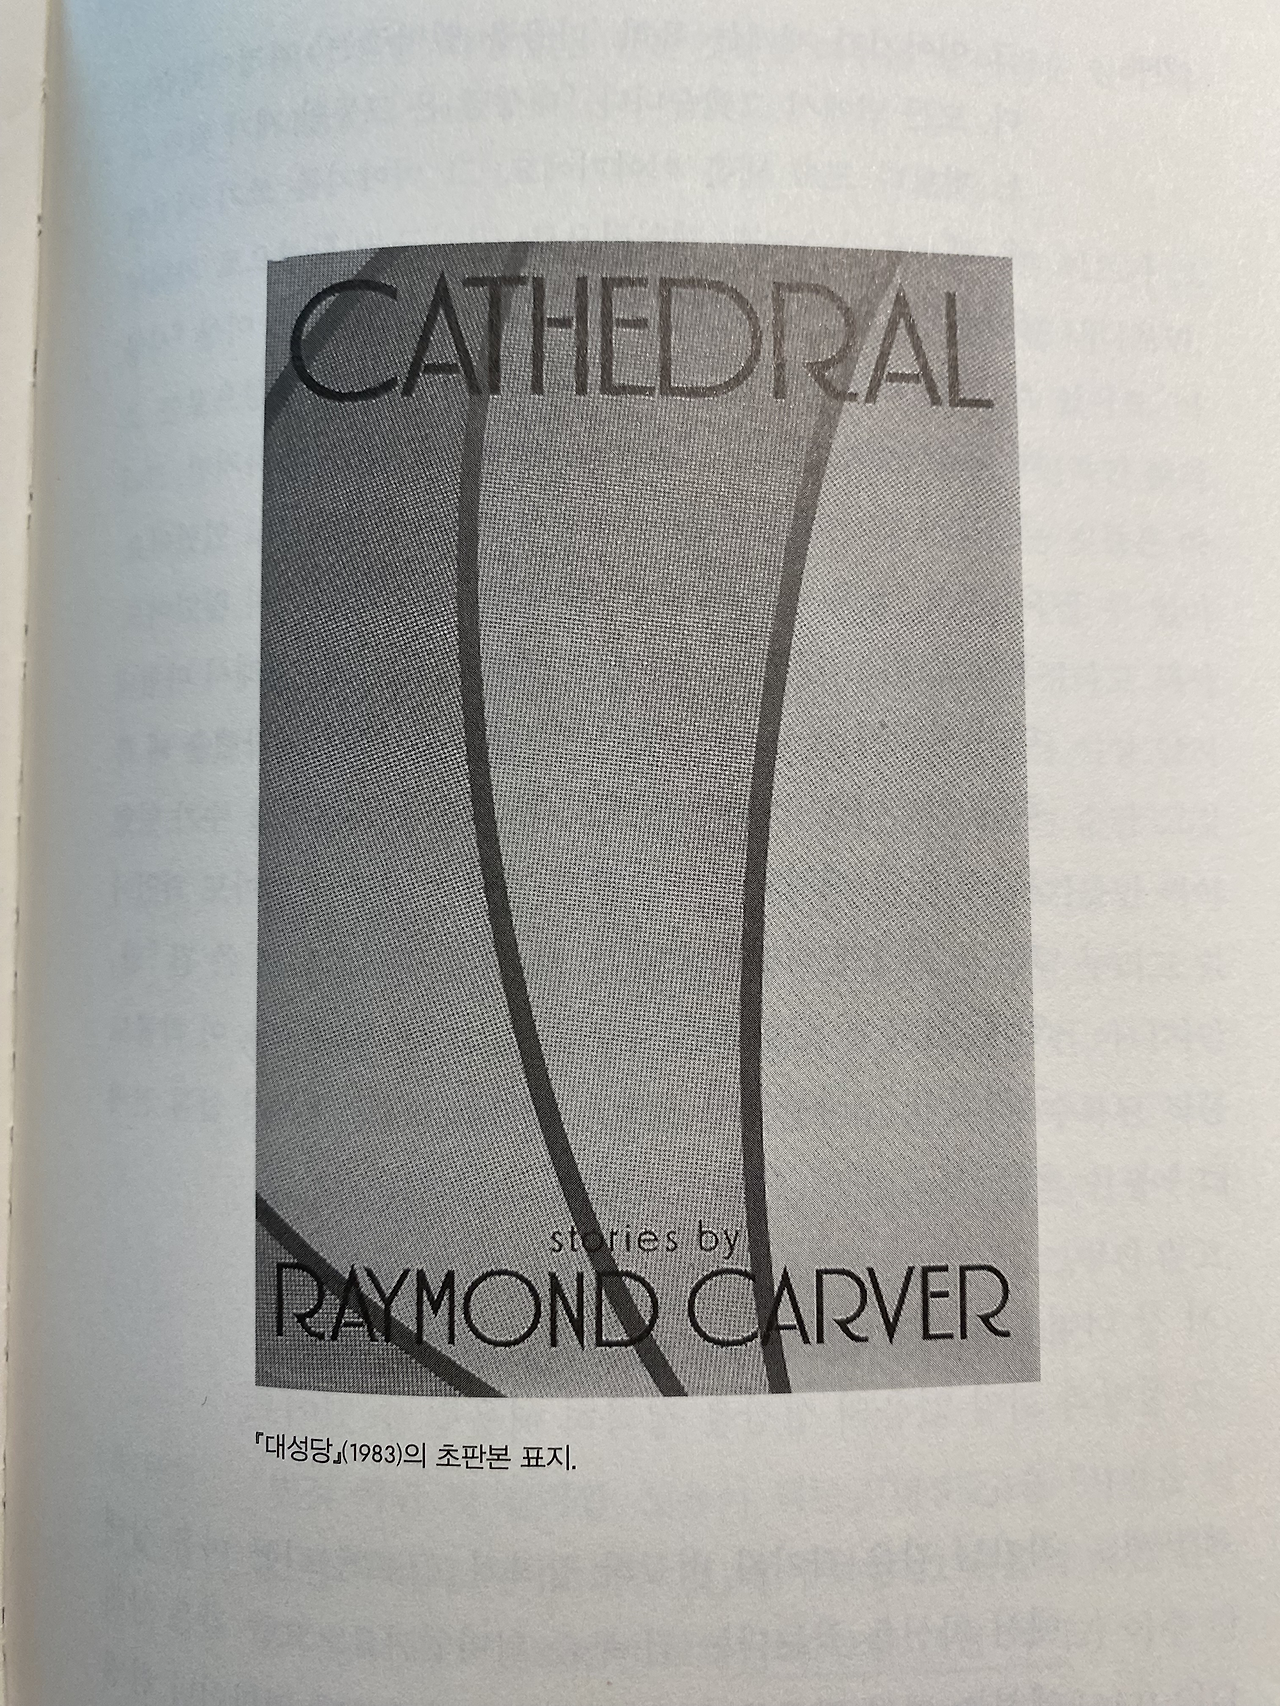 CATHEDRAL
stories by
RAYMOND CARVER
『대성당』(1983)의 초판본 표지.